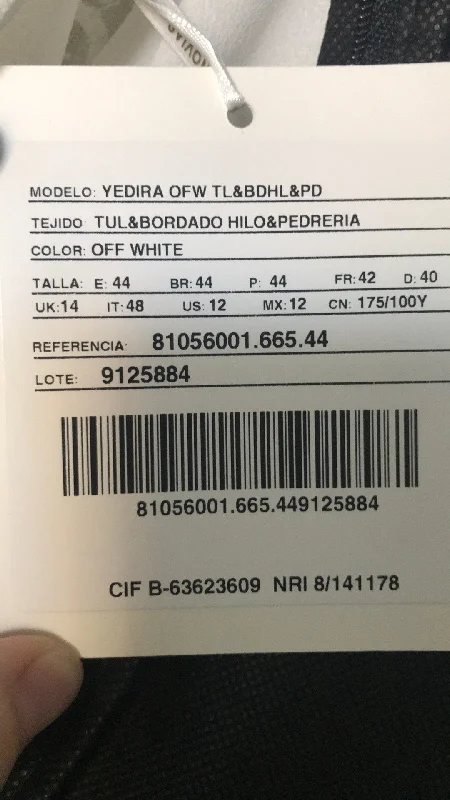 MODELO: YEDIRA OFW TL&BDHL&PD
TEJIDO TUL&BORDADO HILO&PEDRERIA
COLOR: OFF WHITE
TALLA: E: 44 BR: 44 P: 44 FR: 42 D: 40
UK: 14 IT: 48 US: 12 MX: 12 CN: 175/100Y
REFERENCIA: 81056001.665.44
LOTE: 9125884
81056001.665.449125884
CIF B-63623609 NRI 8/141178